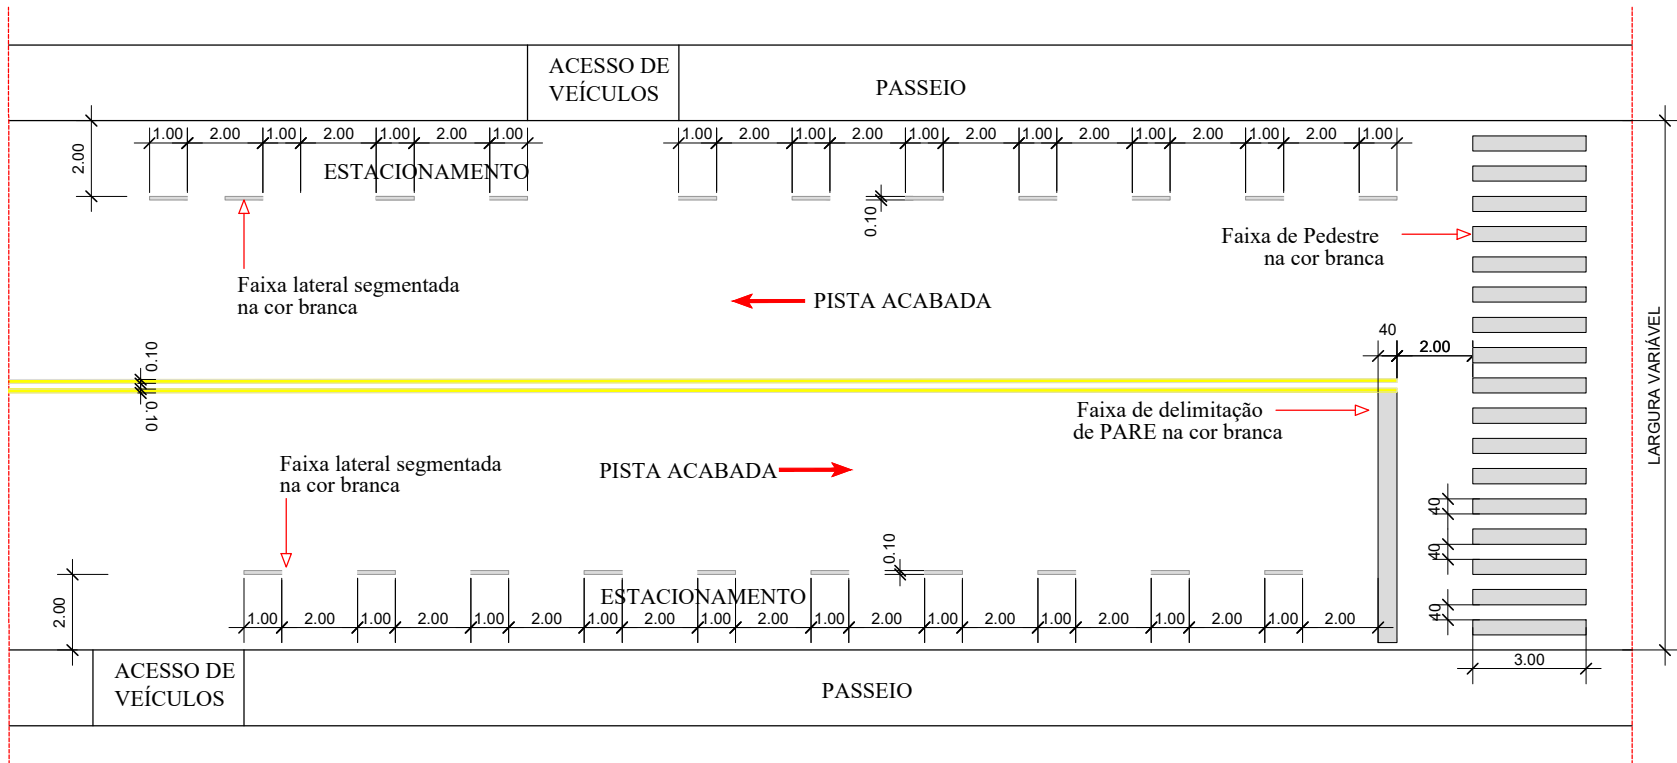 ACESSO DE
VEÍCULOS
PASSEIO
1.00 2.00 1.00 2.00 1.00 2.00 1.00 1.00 2.00 1.00 2.00 1.00 2.00 1.00 2.00 1.00 2.00 1.00 2.00 1.00
2.00
ESTACIONAMENTO
0.10
Faixa de Pedestre
na cor branca
Faixa lateral segmentada
na cor branca
PISTA ACABADA
40
2.00
LARGURA VARIÁVEL
0.10
0.10
Faixa de delimitação
de PARE na cor branca
Faixa lateral segmentada
na cor branca
PISTA ACABADA
40
40
40
0.10
ESTACIONAMENTO
2.00
1.00 2.00 1.00 2.00 1.00 2.00 1.00 2.00 1.00 2.00 1.00 2.00 1.00 2.00 1.00 2.00 1.00 2.00 1.00 2.00
3.00
ACESSO DE
VEÍCULOS
PASSEIO